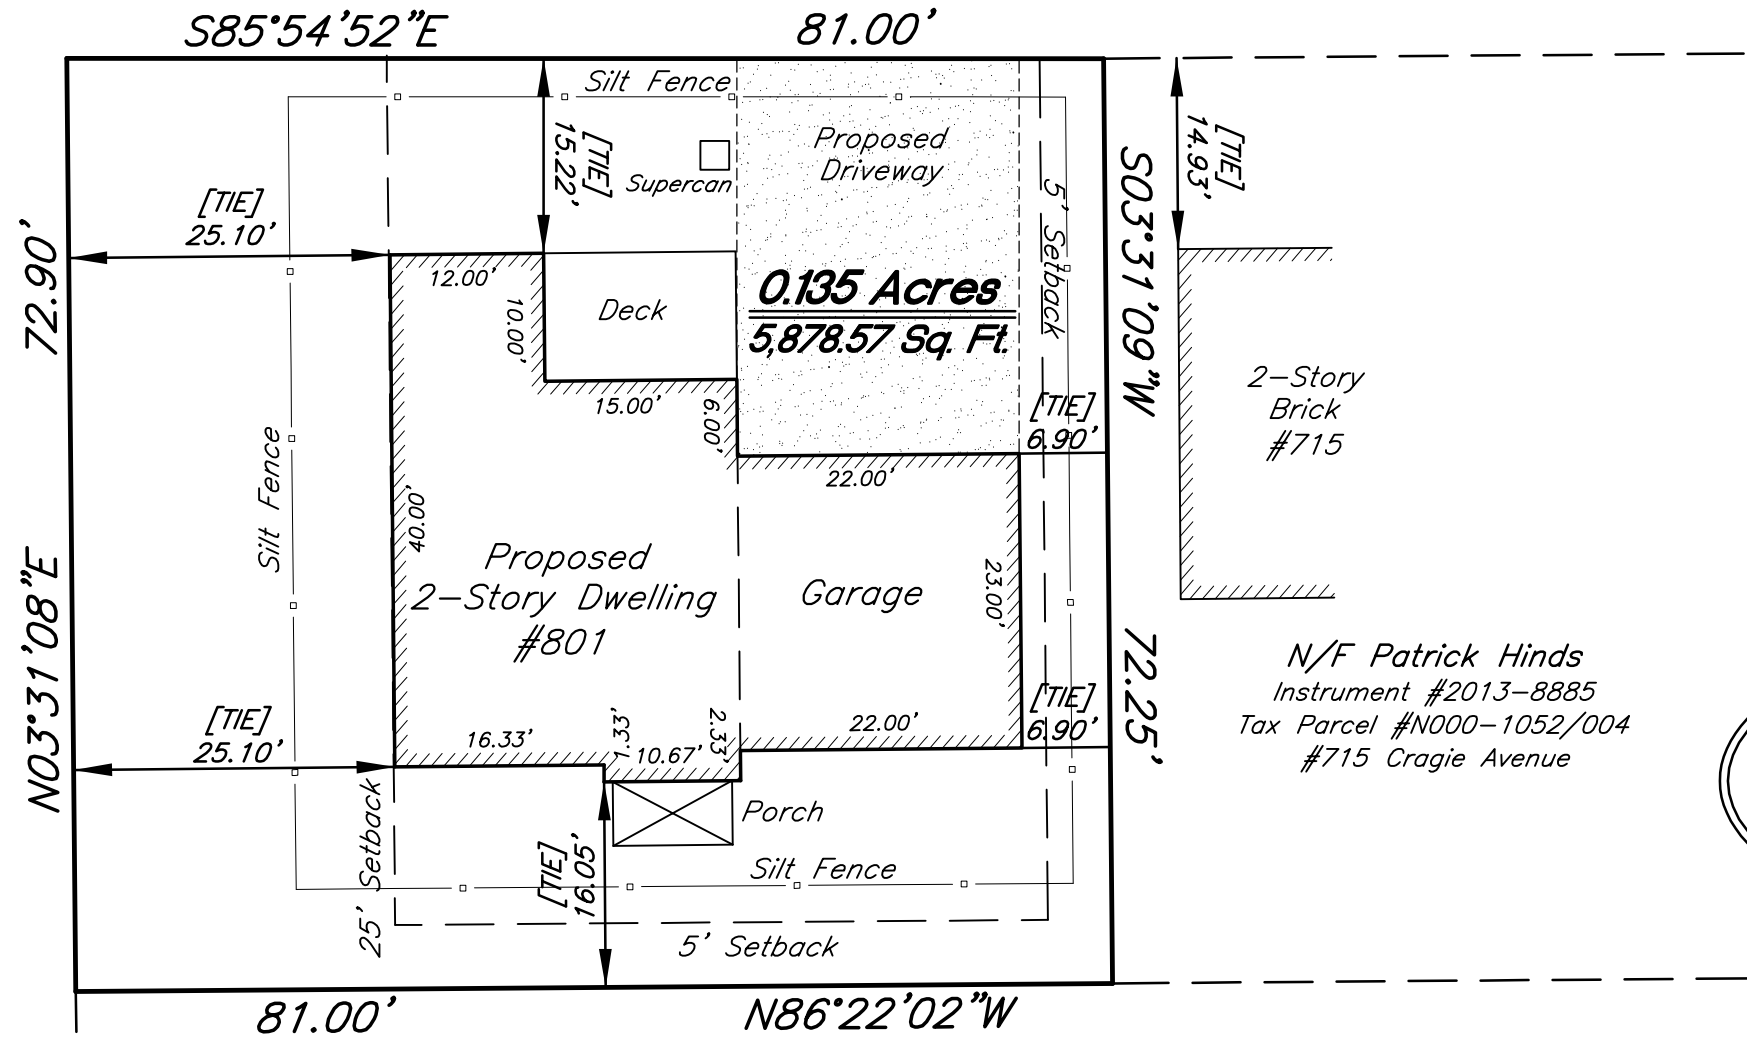 S85°54'52"E
81.00'
Silt Fence
[TIE]
15.22'
Supercan
Proposed
Driveway
5' Setback
[TIE]
14.93'
[TIE]
25.10'
72.90'
N03°31'08"E
S03°31'09"W
72.25'
12.00'
10.00'
Deck
0.135 Acres
5,878.57 Sq. Ft.
2-Story
Brick
#715
15.00'
6.00'
[TIE]
6.90'
22.00'
Silt Fence
40.00'
Proposed
2-Story Dwelling
#801
Garage
23.00'
N/F Patrick Hinds
Instrument #2013-8885
Tax Parcel #N000-1052/004
#715 Cragie Avenue
[TIE]
25.10'
16.33'
1.33'
10.67'
2.33'
22.00'
[TIE]
6.90'
25' Setback
[TIE]
16.05'
Porch
Silt Fence
5' Setback
81.00'
N86°22'02"W